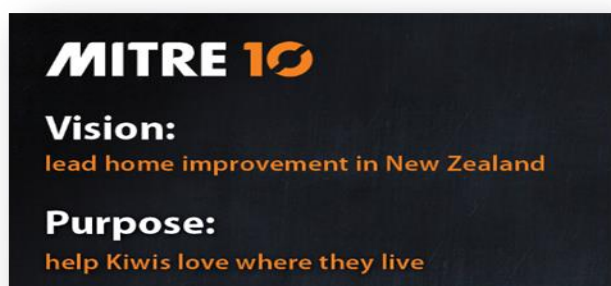 MITRE 10
Vision:
lead home improvement in New Zealand
Purpose:
help Kiwis love where they live